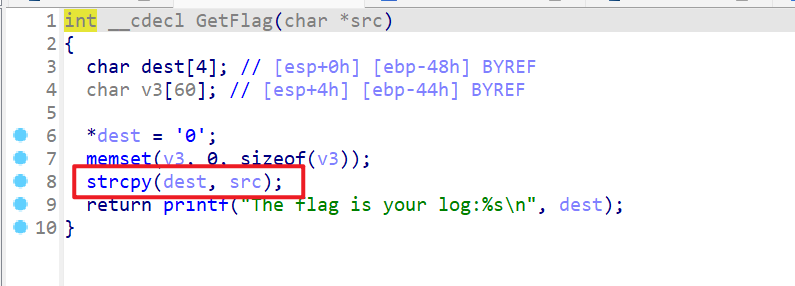 1 int __cdecl GetFlag(char *src)
2 {
3 char dest[4]; // [esp+0h] [ebp-48h] BYREF
4 char v3[60]; // [esp+4h] [ebp-44h] BYREF
5
6 *dest = '0';
7 memset(v3, 0, sizeof(v3));
8 strcpy(dest, src);
9 return printf("The flag is your log:%s\n", dest);
10 }